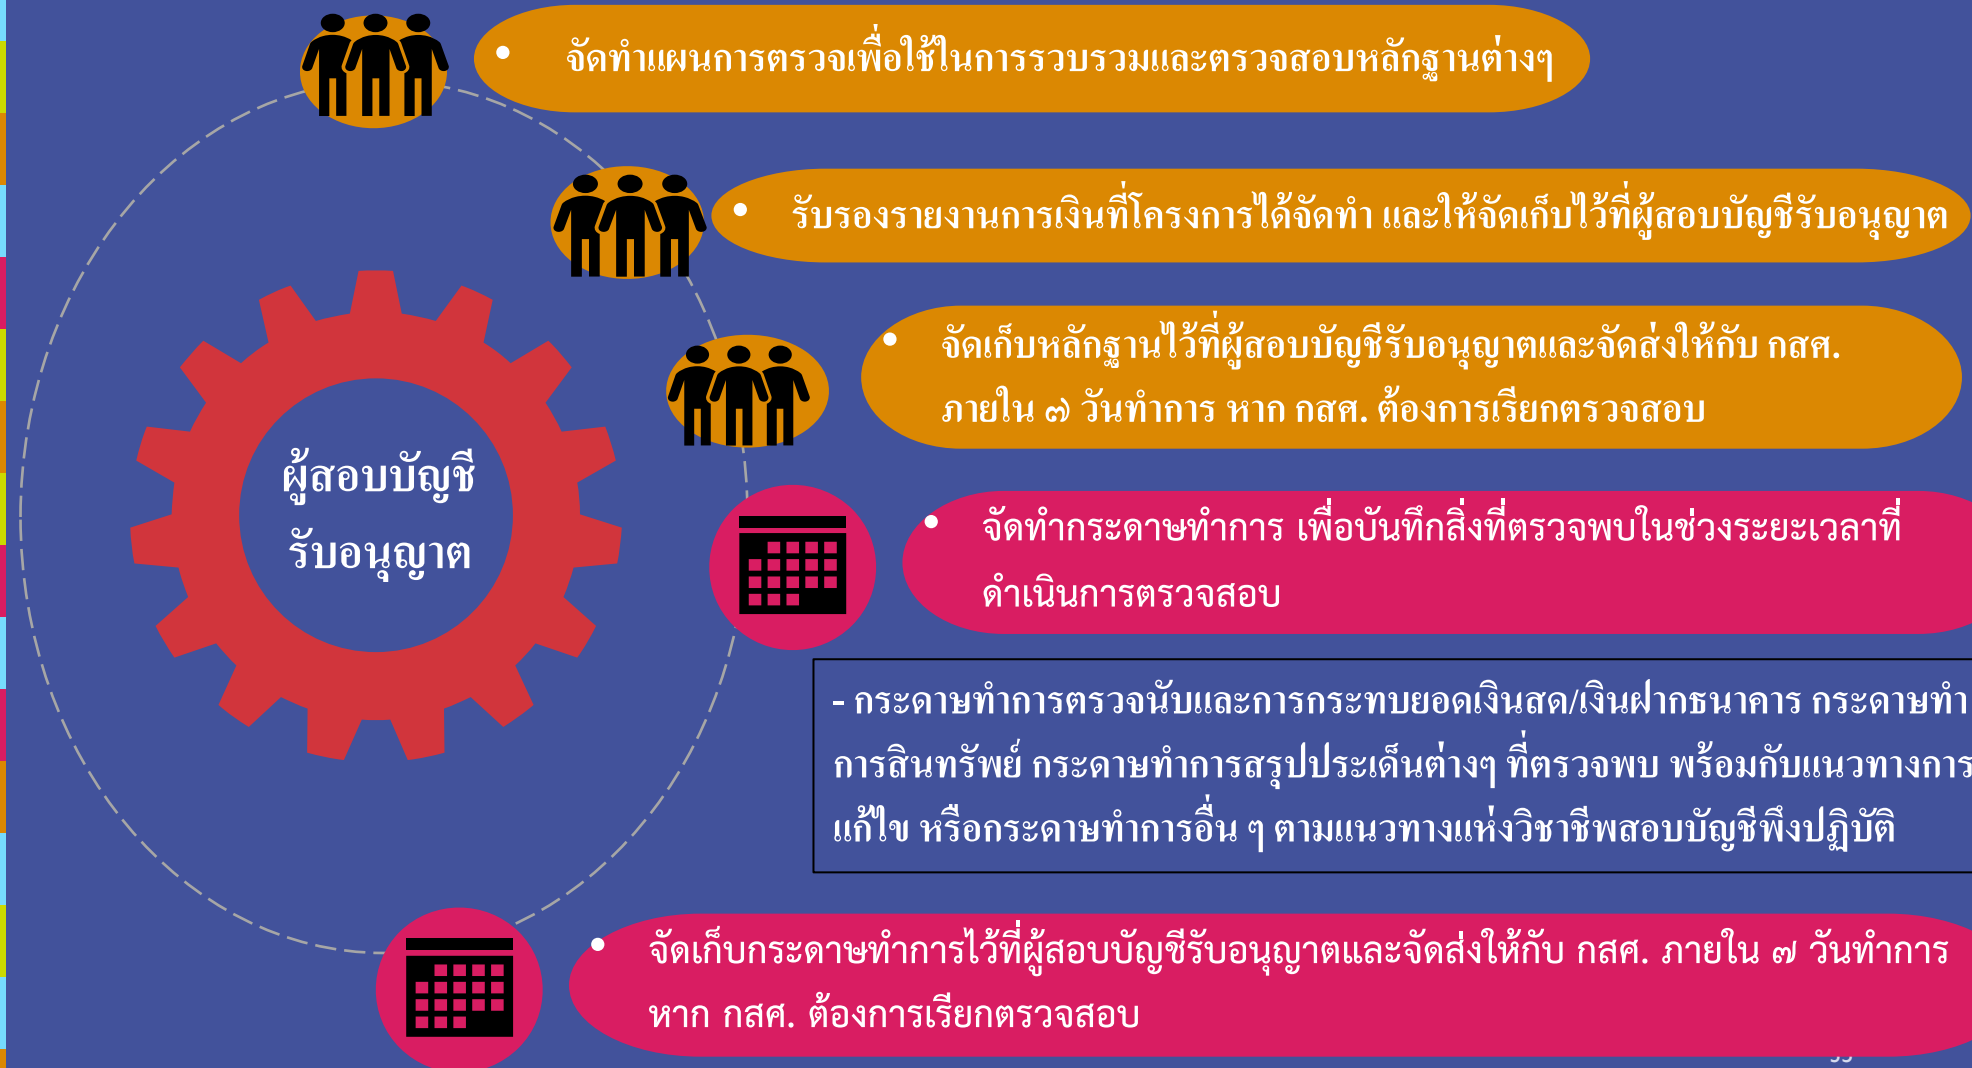 • จัดทำแผนการตรวจเพื่อใช้ในการรวบรวมและตรวจสอบหลักฐานต่างๆ
• รับรองรายงานการเงินที่โครงการได้จัดทำ และให้จัดเก็บไว้ที่ผู้สอบบัญชีรับอนุญาต
• จัดเก็บหลักฐานไว้ที่ผู้สอบบัญชีรับอนุญาตและจัดส่งให้กับ กสศ.
ภายใน ๗ วันทำการ หาก กสศ. ต้องการเรียกตรวจสอบ
ผู้สอบบัญชี
รับอนุญาต
• จัดทำกระดาษทำการ เพื่อบันทึกสิ่งที่ตรวจพบในช่วงระยะเวลาที่
ดำเนินการตรวจสอบ
- กระดาษทำการตรวจนับและการกระทบยอดเงินสด/เงินฝากธนาคาร กระดาษทำ
การสินทรัพย์ กระดาษทำการสรุปประเด็นต่างๆ ที่ตรวจพบ พร้อมกับแนวทางการ
แก้ไข หรือกระดาษทำการอื่น ๆ ตามแนวทางแห่งวิชาชีพสอบบัญชีพึงปฏิบัติ
• จัดเก็บกระดาษทำการไว้ที่ผู้สอบบัญชีรับอนุญาตและจัดส่งให้กับ กสศ. ภายใน ๗ วันทำการ
หาก กสศ. ต้องการเรียกตรวจสอบ